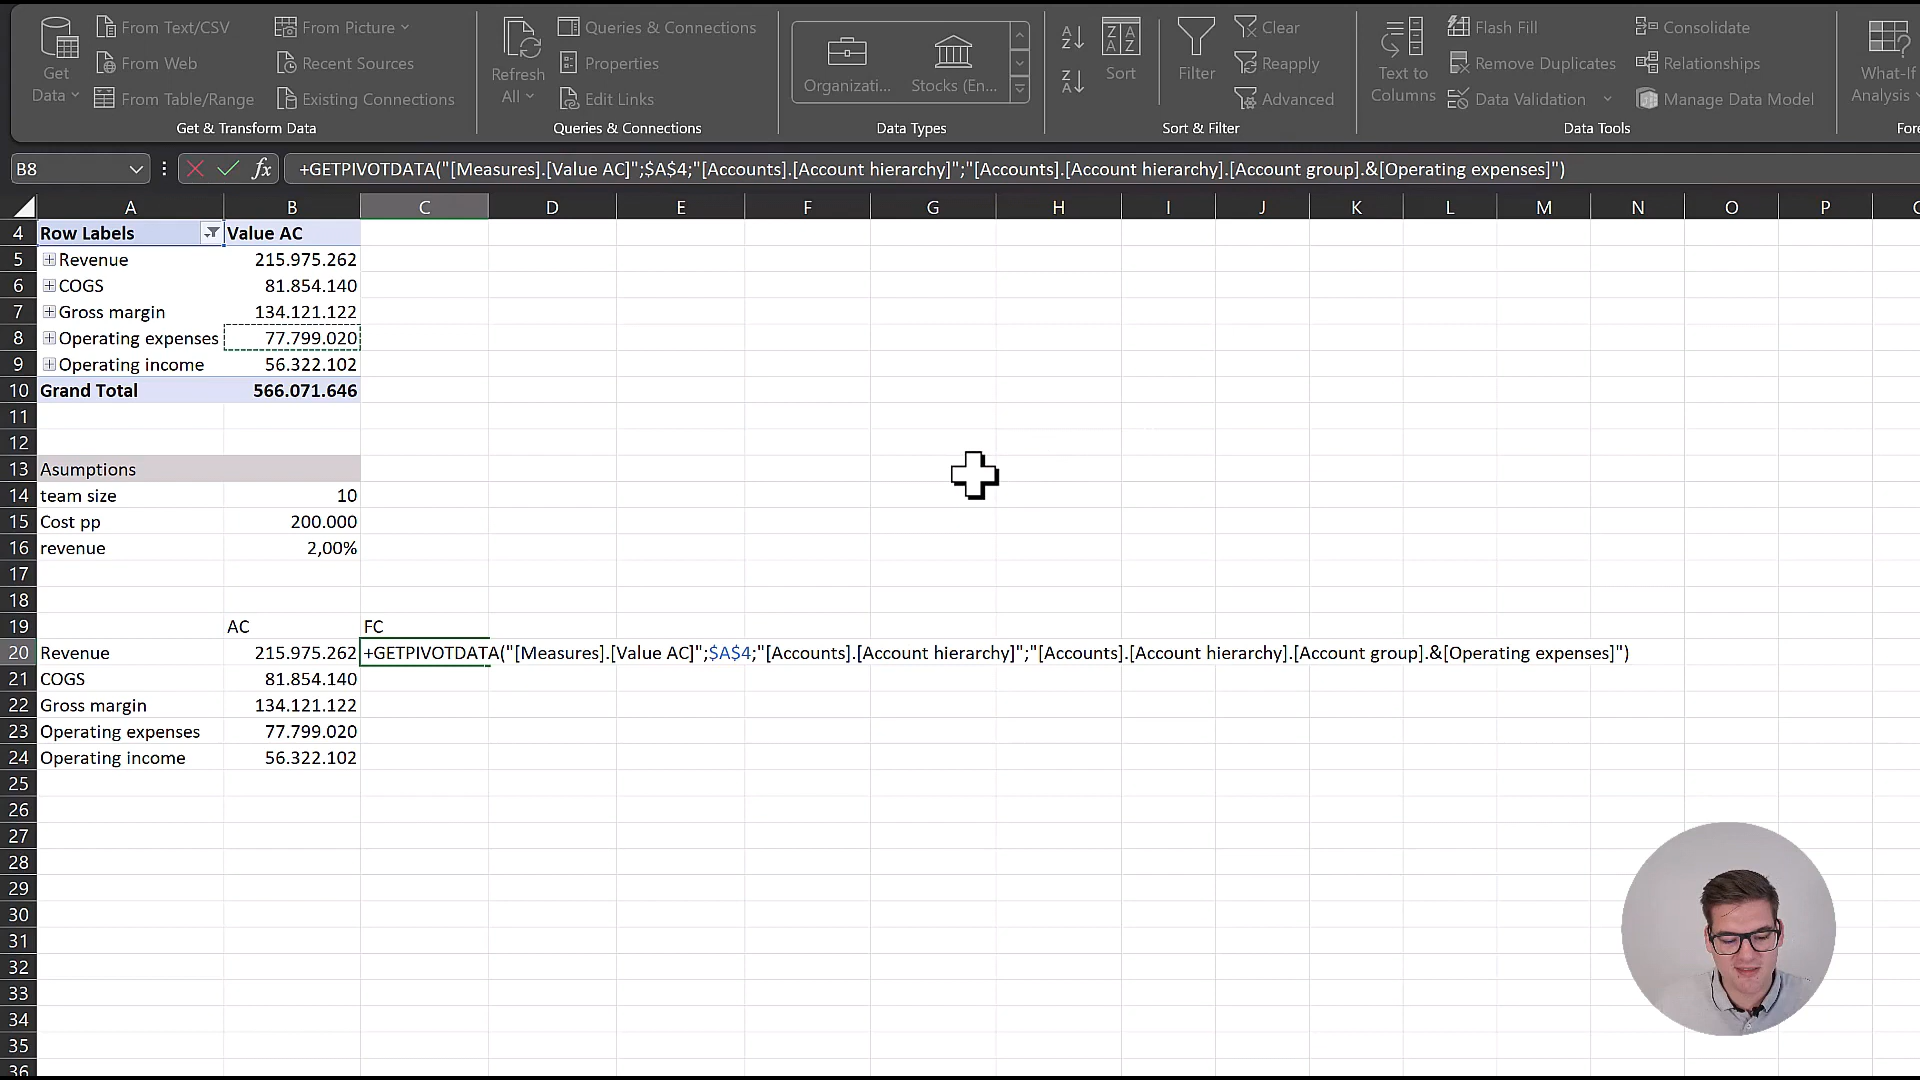 Get Data
From Text/CSV
From Web
From Table/Range
From Picture
Recent Sources
Existing Connections
Get & Transform Data
Refresh All
Queries & Connections
Properties
Edit Links
Queries & Connections
Organizati...
Stocks (En...
Data Types
Sort
Filter
Clear
Reapply
Advanced
Sort & Filter
Text to Columns
Flash Fill
Remove Duplicates
Data Validation
Consolidate
Relationships
Manage Data Model
Data Tools
What-If Analysis
Fore
B8
fx
+GETPIVOTDATA("[Measures].[Value AC]";$A$4;"[Accounts].[Account hierarchy]";"[Accounts].[Account hierarchy].[Account group].&[Operating expenses]")
A B C D E F G H I J K L M N O P
4 Row Labels Value AC
5 Revenue 215.975.262
6 COGS 81.854.140
7 Gross margin 134.121.122
8 Operating expenses 77.799.020
9 Operating income 56.322.102
10 Grand Total 566.071.646
11
12
13 Asumptions
14 team size 10
15 Cost pp 200.000
16 revenue 2,00%
17
18
19 AC FC
20 Revenue 215.975.262 +GETPIVOTDATA("[Measures].[Value AC]";$A$4;"[Accounts].[Account hierarchy]";"[Accounts].[Account hierarchy].[Account group].&[Operating expenses]")
21 COGS 81.854.140
22 Gross margin 134.121.122
23 Operating expenses 77.799.020
24 Operating income 56.322.102
25
26
27
28
29
30
31
32
33
34
35
36